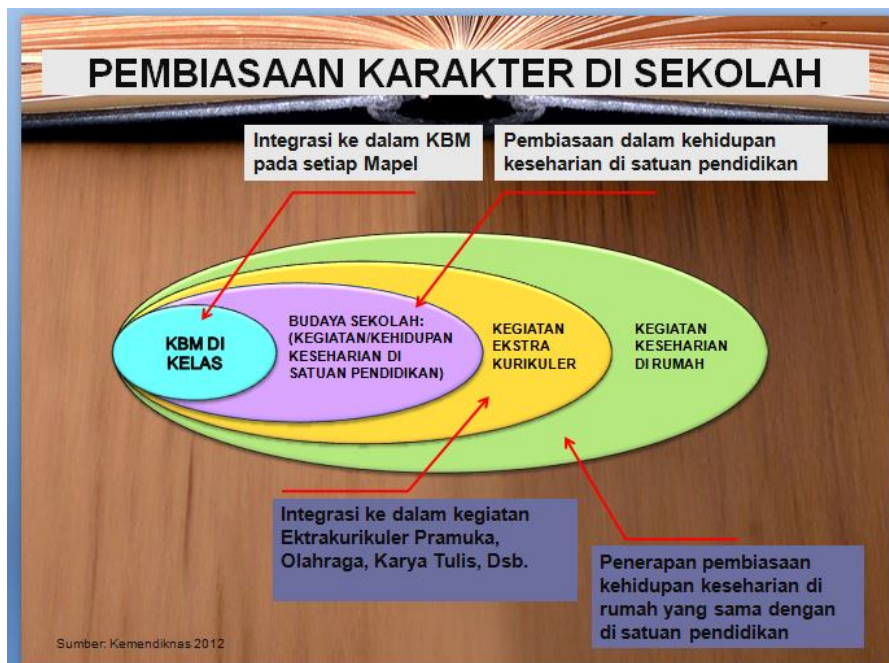 PEMBIASAAN KARAKTER DI SEKOLAH
Integrasi ke dalam KBM
pada setiap Mapel
Pembiasaan dalam kehidupan
keseharian di satuan pendidikan
KBM DI
KELAS
BUDAYA SEKOLAH:
(KEGIATAN/KEHIDUPAN
KESEHARIAN DI
SATUAN PENDIDIKAN)
KEGIATAN
EKSTRA
KURIKULER
KEGIATAN
KESEHARIAN
DI RUMAH
Integrasi ke dalam kegiatan
Ektrakurikuler Pramuka,
Olahraga, Karya Tulis, Dsb.
Penerapan pembiasaan
kehidupan keseharian di
rumah yang sama dengan
di satuan pendidikan
Sumber: Kemendiknas 2012